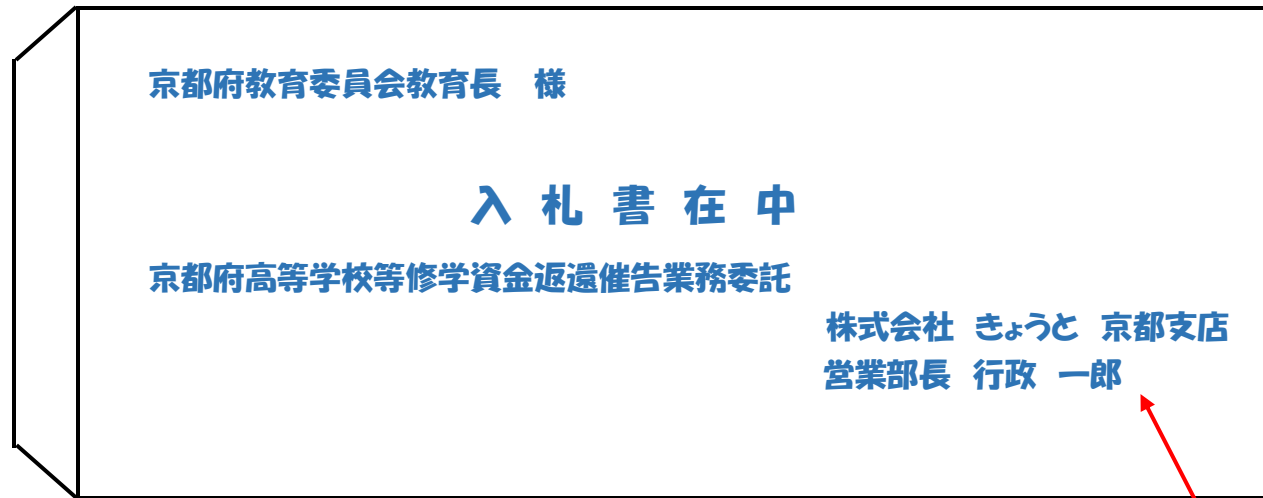 京都府教育委員会教育長　様
入 札 書 在 中
京都府高等学校等修学資金返還催告業務委託
株式会社 きょうと 京都支店
営業部長 行政 一郎